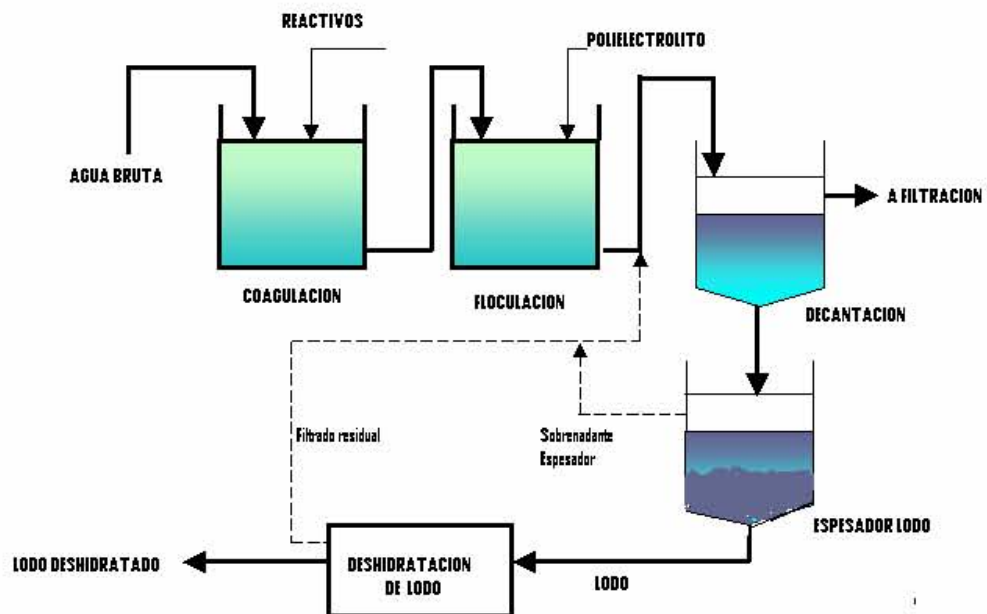 REACTIVOS
POLIELECTROLITO
AGUA BRUTA
A FILTRACION
COAGULACION
FLOCULACION
DECANTACION
Filtrado residual
Sobrenadante
Espesador
ESPESADOR LODO
LODO DESHIDRATADO
DESHIDRATACION
DE LODO
LODO